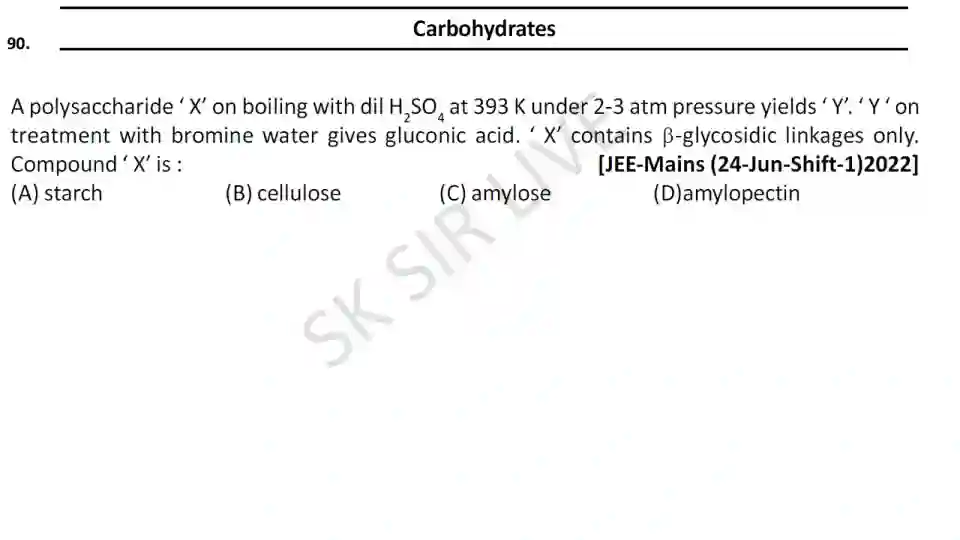 Carbohydrates
90.
A polysaccharide ‘ X’ on boiling with dil H₂SO₄ at 393 K under 2-3 atm pressure yields ‘ Y’. ‘ Y ‘ on
treatment with bromine water gives gluconic acid. ‘ X’ contains β-glycosidic linkages only.
Compound ‘ X’ is : [JEE-Mains (24-Jun-Shift-1)2022]
(A) starch (B) cellulose (C) amylose (D)amylopectin
SK SIR LIVE